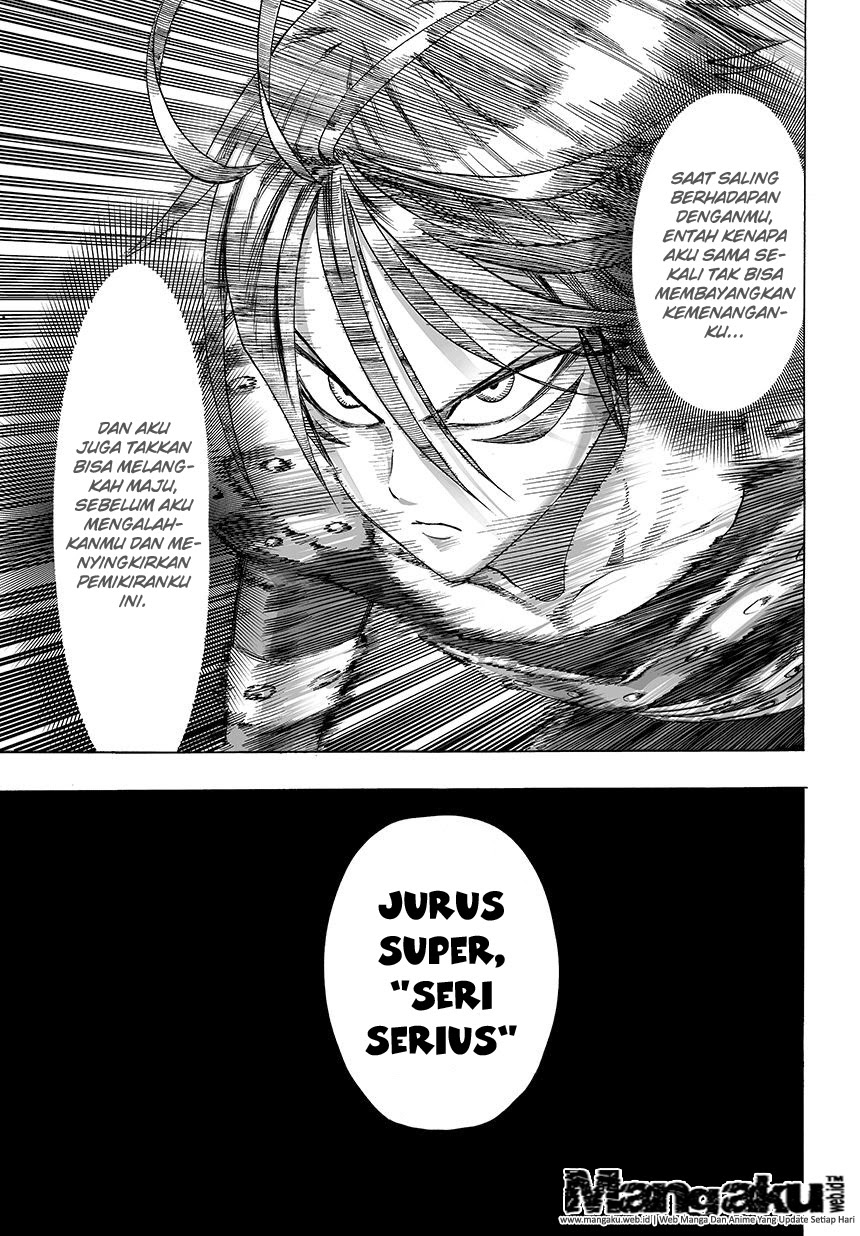 SAAT SALING
BERHADAPAN
DENGANMU,
ENTAH KENAPA
AKU SAMA SE-
KALI TAK BISA
MEMBAYANGKAN
KEMENANGAN-
KU...
DAN AKU
JUGA TAKKAN
BISA MELANG-
KAH MAJU,
SEBELUM AKU
MENGALAH-
KANMU DAN ME-
NYINGKIRKAN
PEMIKIRANKU
INI.
JURUS
SUPER,
"SERI
SERIUS"
Mangaku
web.id
www.mangaku.web.id || Web Manga Dan Anime Yang Update Setiap Hari